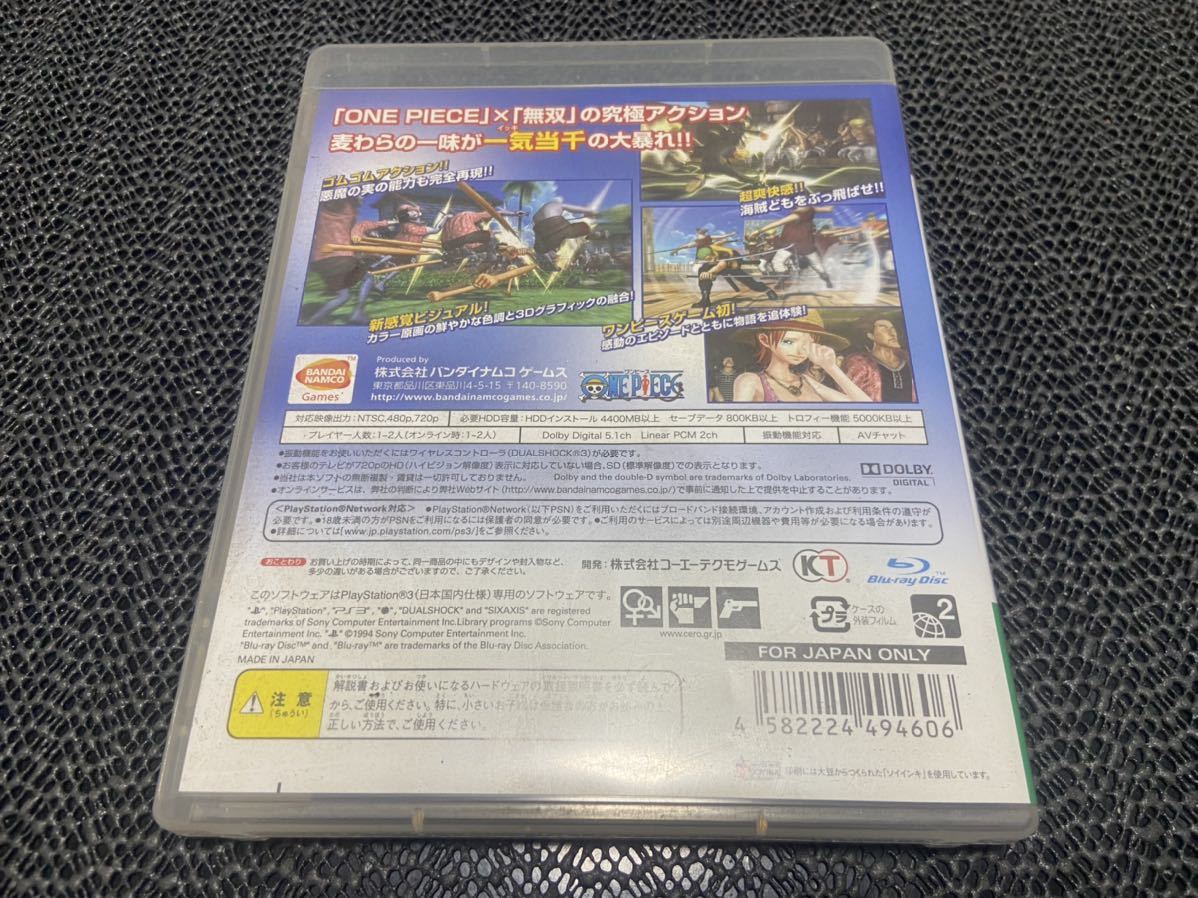 「ONE PIECE」×「無双」の究極アクション
イッキ
麦わらの一味が一気当千の大暴れ!!
ゴムゴムアクション!!
悪魔の実の能力も完全再現!!
超爽快感!!
海賊どもをぶっ飛ばせ!!
新感覚ビジュアル!
カラー原画の鮮やかな色調と3Dグラフィックの融合!
ワンピースゲーム初!
感動のエピソードとともに物語を追体験!
BANDAI
NAMCO
Games
Produced by
株式会社バンダイナムコゲームス
東京都品川区東品川4-5-15 〒140-8590
http://www.bandainamcogames.co.jp/
ONE PIECE
対応映像出力:NTSC,480p,720p 必要HDD容量:HDDインストール 4400MB以上 セーブデータ 800KB以上 トロフィー機能 5000KB以上
プレイヤー人数:1~2人(オンライン時:1~2人) Dolby Digital 5.1ch Linear PCM 2ch 振動機能対応 AVチャット
●振動機能をお使いいただくにはワイヤレスコントローラ(DUALSHOCK®3)が必要です。
●お客様のテレビが720pのHD(ハイビジョン解像度)表示に対応していない場合、SD(標準解像度)での表示となります。
●当社は本ソフトの無断複製・賃貸は一切許可しておりません。 Dolby and the double-D symbol are trademarks of Dolby Laboratories.
●オンラインサービスは、弊社の判断により弊社Webサイト(http://www.bandainamcogames.co.jp/)で事前に通知した上で提供を中止することがあります。
DOLBY
DIGITAL
<PlayStation®Network対応> ●PlayStation®Network(以下PSN)をご利用いただくにはブロードバンド接続環境、アカウント作成および利用条件の遵守が
必要です。●18歳未満の方がPSNをご利用になるには保護者の同意が必要です。●ご利用のサービスによっては別途周辺機器や費用等が必要になる場合があります。
●詳細については[www.jp.playstation.com/ps3/]をご参照ください。
おことわり お買い上げの時期によって、同一商品の中にもデザインや封入物など、
多少の違いがある場合がございますので、ご了承ください。
開発:株式会社コーエーテクモゲームス
KT
Blu-ray Disc™
このソフトウェアはPlayStation®3(日本国内仕様)専用のソフトウェアです。
"PlayStation", "PS3", "DUALSHOCK" and "SIXAXIS" are registered
trademarks of Sony Computer Entertainment Inc. Library programs ©Sony Computer
Entertainment Inc. ©1994 Sony Computer Entertainment Inc.
"Blu-ray Disc™" and "Blu-ray™" are trademarks of the Blu-ray Disc Association.
MADE IN JAPAN
www.cero.gr.jp
プラ
ケースの
外装フィルム
2
FOR JAPAN ONLY
注意
(ちゅうい)
解説書およびお使いになるハードウェアの取扱説明書を必ず読んで
から、ご使用ください。特に、小さいお子様は保護者の方がお読みの上、
正しい方法で、ご使用ください。
4 582224 494606
印刷には大豆からつくられた「ソイインキ」を使用しています。